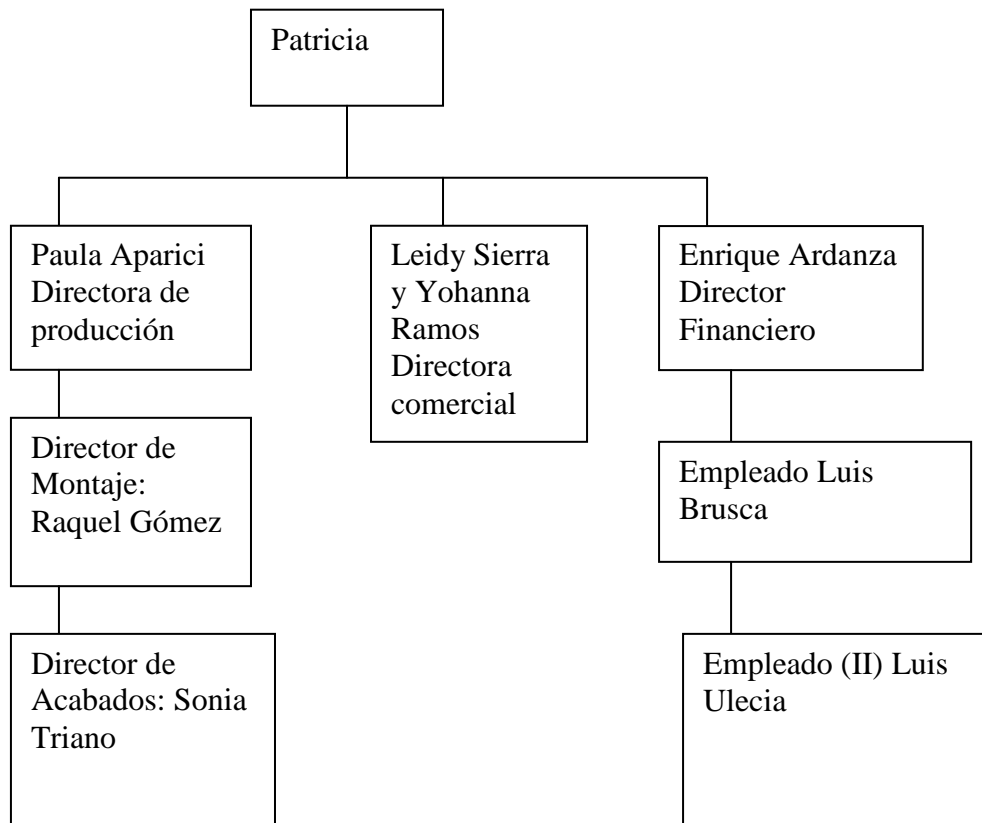 Patricia
Paula Aparici
Directora de
producción
Leidy Sierra
y Yohanna
Ramos
Directora
comercial
Enrique Ardanza
Director
Financiero
Director de
Montaje:
Raquel Gómez
Empleado Luis
Brusca
Director de
Acabados: Sonia
Triano
Empleado (II) Luis
Ulecia